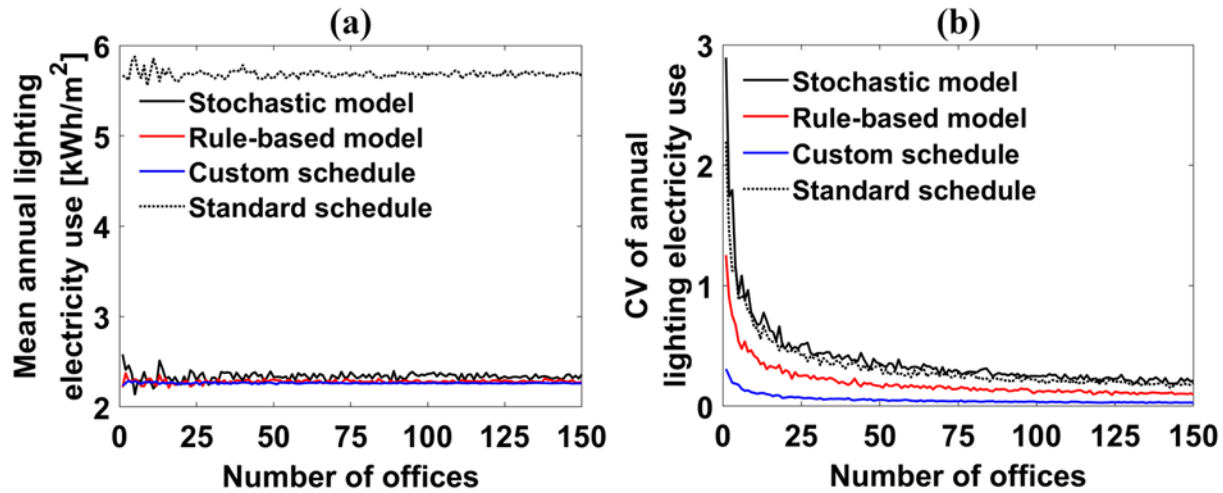 (a)
Mean annual lighting
electricity use [kWh/m²]
6
5
4
3
2
Stochastic model
Rule-based model
Custom schedule
Standard schedule
0 25 50 75 100 125 150
Number of offices
(b)
CV of annual
lighting electricity use
3
2
1
0
Stochastic model
Rule-based model
Custom schedule
Standard schedule
0 25 50 75 100 125 150
Number of offices